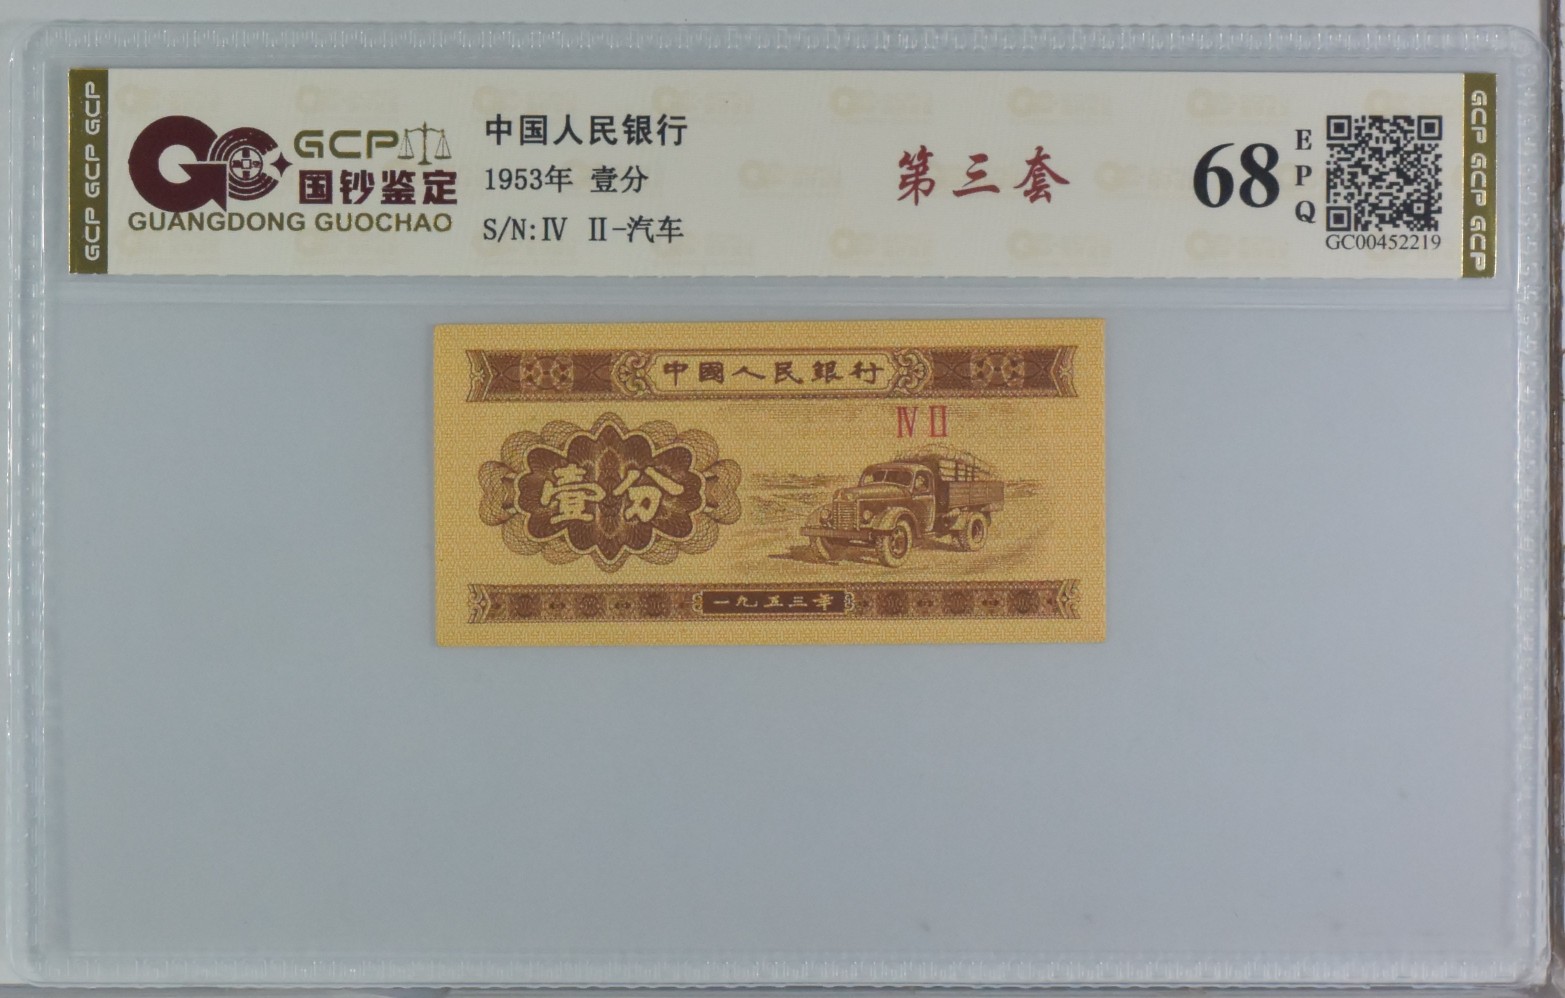 GCP GCP GCP
GCP
国钞鉴定
GUANGDONG GUOCHAO
中国人民银行
1953年 壹分
S/N:Ⅳ Ⅱ-汽车
第三套
68
EPQ
GC00452219
GCP GCP GCP
中國人民銀行
Ⅳ Ⅱ
壹分
一九五三年